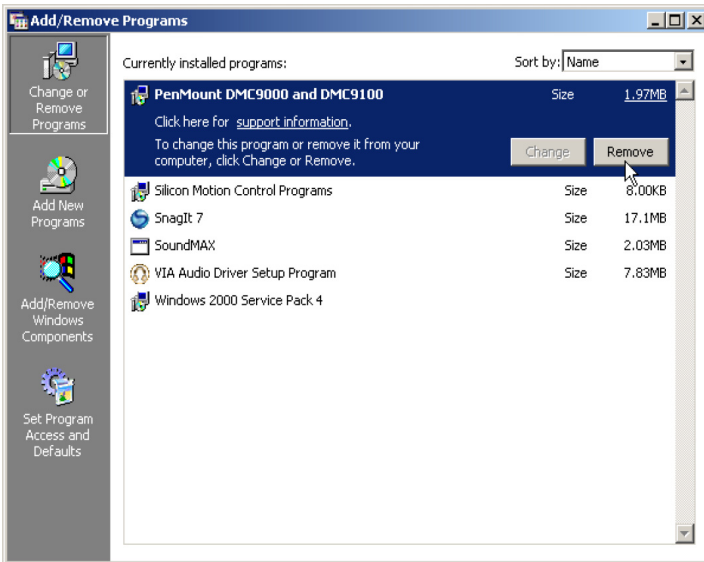 Add/Remove Programs
Change or
Remove
Programs
Add New
Programs
Add/Remove
Windows
Components
Set Program
Access and
Defaults
Currently installed programs:
Sort by: Name
PenMount DMC9000 and DMC9100 Size 1.97MB
Click here for support information.
To change this program or remove it from your
computer, click Change or Remove.
Change Remove
Silicon Motion Control Programs Size 8.00KB
SnagIt 7 Size 17.1MB
SoundMAX Size 2.03MB
VIA Audio Driver Setup Program Size 7.83MB
Windows 2000 Service Pack 4